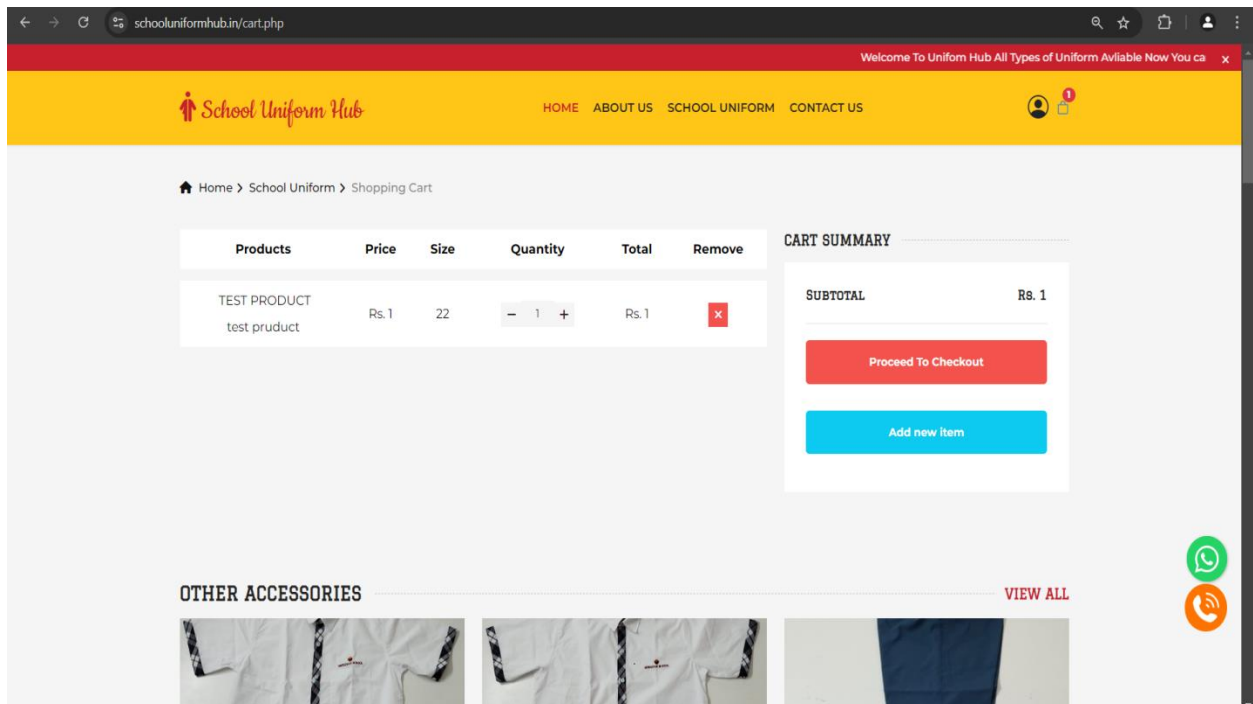 schooluniformhub.in/cart.php
Welcome To Unifom Hub All Types of Uniform Avliable Now You ca x
School Uniform Hub
HOME ABOUT US SCHOOL UNIFORM CONTACT US
1
Home > School Uniform > Shopping Cart
Products Price Size Quantity Total Remove
TEST PRODUCT
test pruduct
Rs. 1 22 – 1 + Rs. 1 x
CART SUMMARY
SUBTOTAL Rs. 1
Proceed To Checkout
Add new item
OTHER ACCESSORIES VIEW ALL